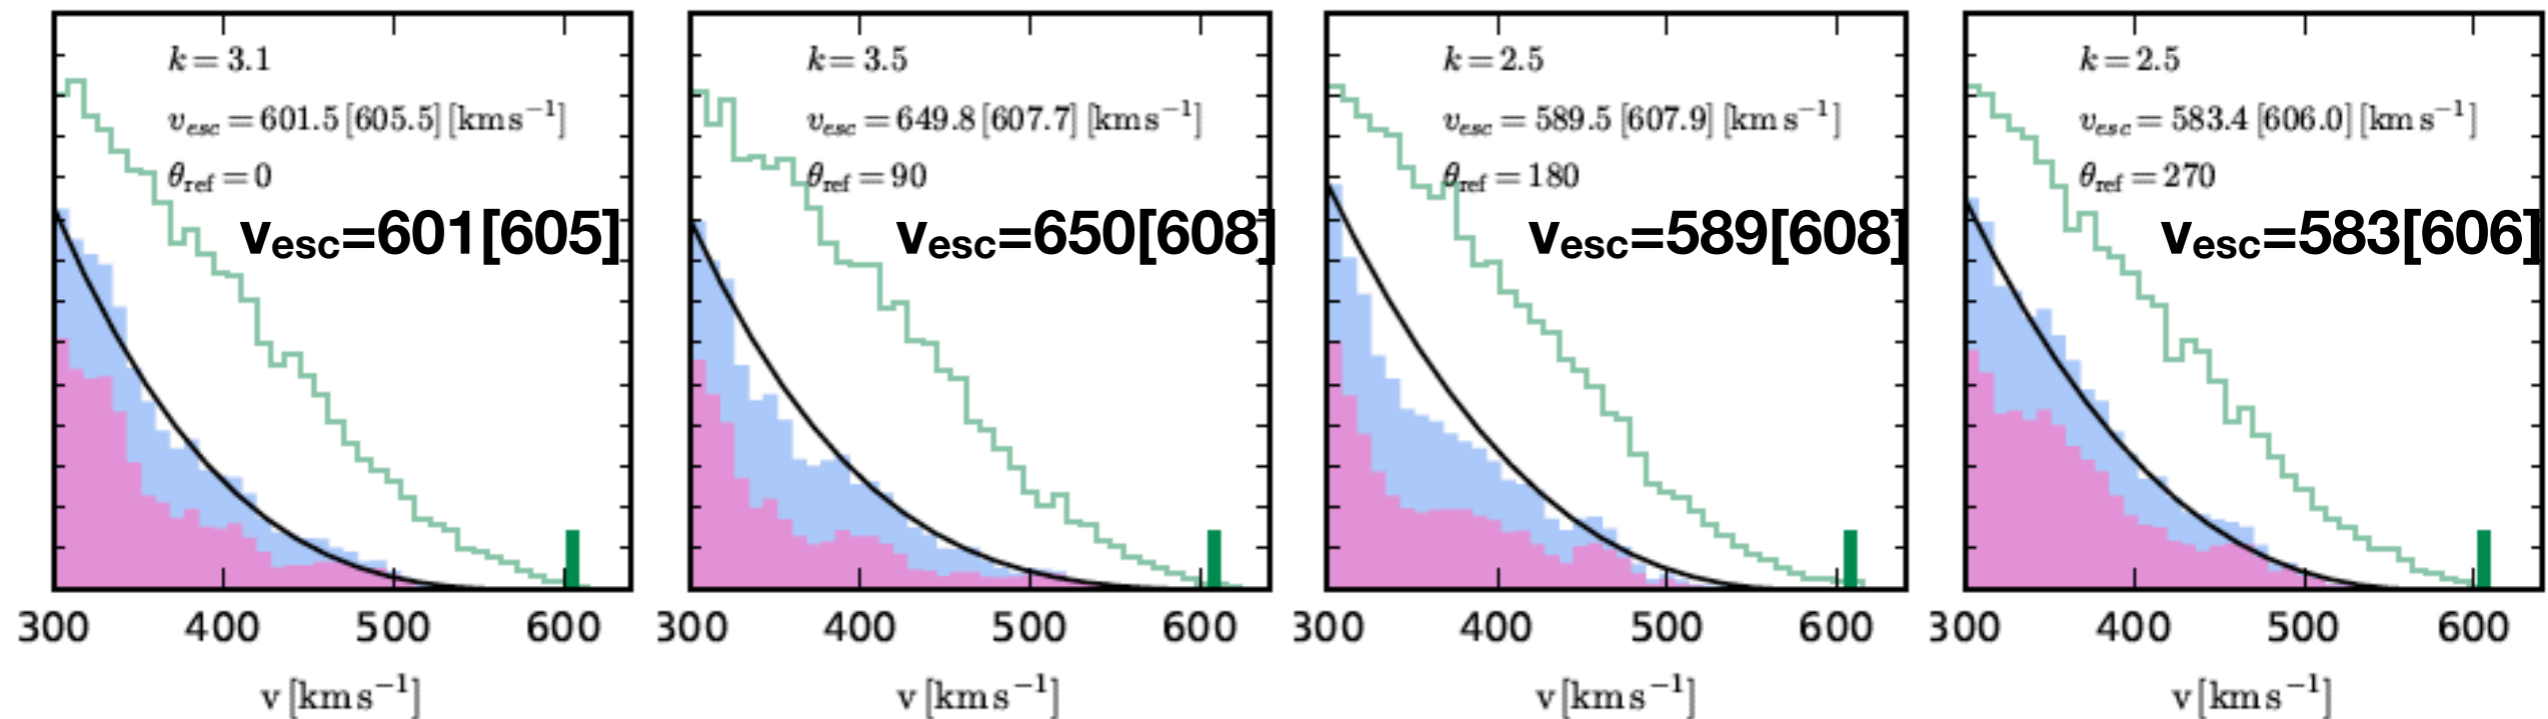 k = 3.1
v_esc = 601.5 [605.5] [km s⁻¹]
θ_ref = 0
v_esc=601[605]
300 400 500 600
v [km s⁻¹]
k = 3.5
v_esc = 649.8 [607.7] [km s⁻¹]
θ_ref = 90
v_esc=650[608]
300 400 500 600
v [km s⁻¹]
k = 2.5
v_esc = 589.5 [607.9] [km s⁻¹]
θ_ref = 180
v_esc=589[608]
300 400 500 600
v [km s⁻¹]
k = 2.5
v_esc = 583.4 [606.0] [km s⁻¹]
θ_ref = 270
v_esc=583[606]
300 400 500 600
v [km s⁻¹]